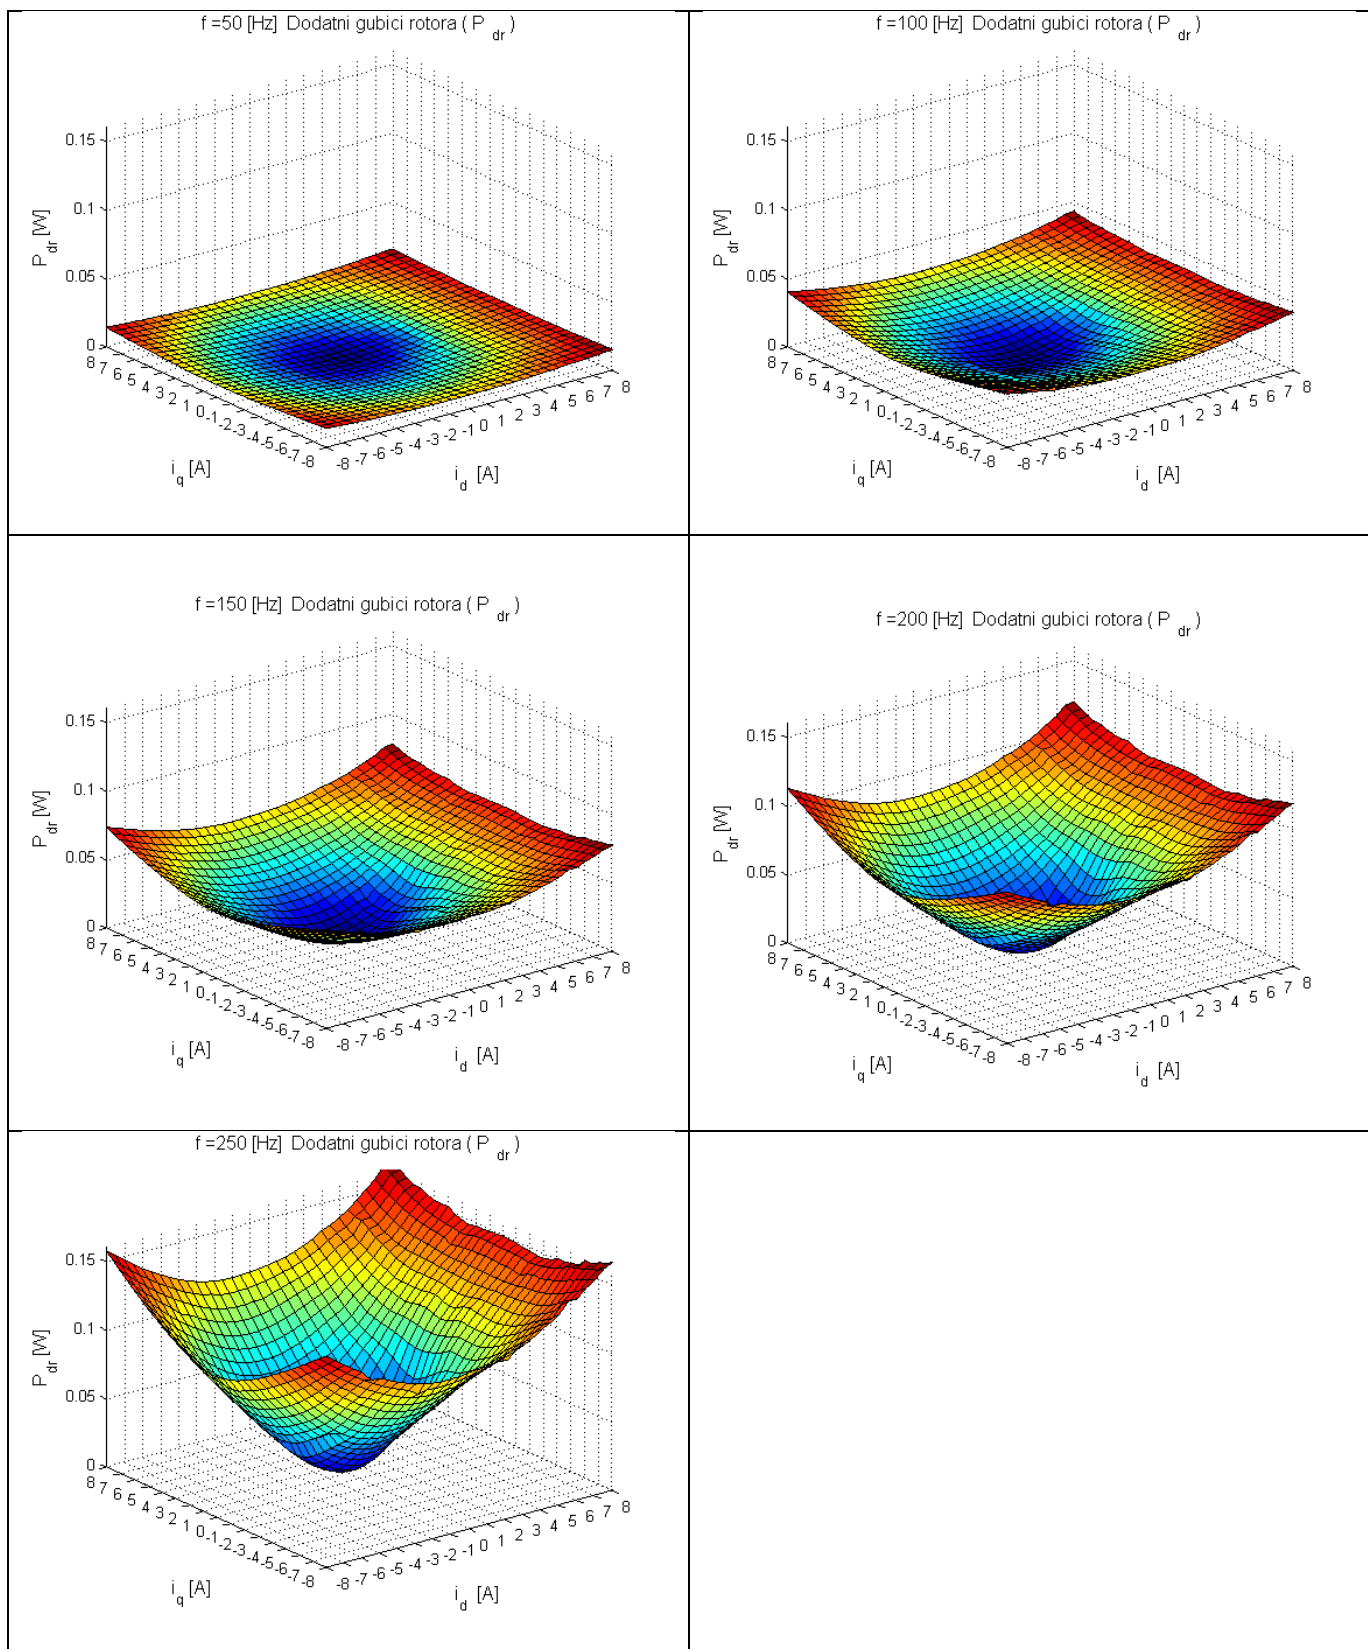 f =50 [Hz] Dodatni gubici rotora ( P dr )
0.15
0.1
0.05
0
P dr [W]
8 7 6 5 4 3 2 1 0 -1 -2 -3 -4 -5 -6 -7 -8
i q [A]
-8 -7 -6 -5 -4 -3 -2 -1 0 1 2 3 4 5 6 7 8
i d [A]
f =100 [Hz] Dodatni gubici rotora ( P dr )
0.15
0.1
0.05
0
P dr [W]
8 7 6 5 4 3 2 1 0 -1 -2 -3 -4 -5 -6 -7 -8
i q [A]
-8 -7 -6 -5 -4 -3 -2 -1 0 1 2 3 4 5 6 7 8
i d [A]
f =150 [Hz] Dodatni gubici rotora ( P dr )
0.15
0.1
0.05
0
P dr [W]
8 7 6 5 4 3 2 1 0 -1 -2 -3 -4 -5 -6 -7 -8
i q [A]
-8 -7 -6 -5 -4 -3 -2 -1 0 1 2 3 4 5 6 7 8
i d [A]
f =200 [Hz] Dodatni gubici rotora ( P dr )
0.15
0.1
0.05
0
P dr [W]
8 7 6 5 4 3 2 1 0 -1 -2 -3 -4 -5 -6 -7 -8
i q [A]
-8 -7 -6 -5 -4 -3 -2 -1 0 1 2 3 4 5 6 7 8
i d [A]
f =250 [Hz] Dodatni gubici rotora ( P dr )
0.15
0.1
0.05
0
P dr [W]
8 7 6 5 4 3 2 1 0 -1 -2 -3 -4 -5 -6 -7 -8
i q [A]
-8 -7 -6 -5 -4 -3 -2 -1 0 1 2 3 4 5 6 7 8
i d [A]